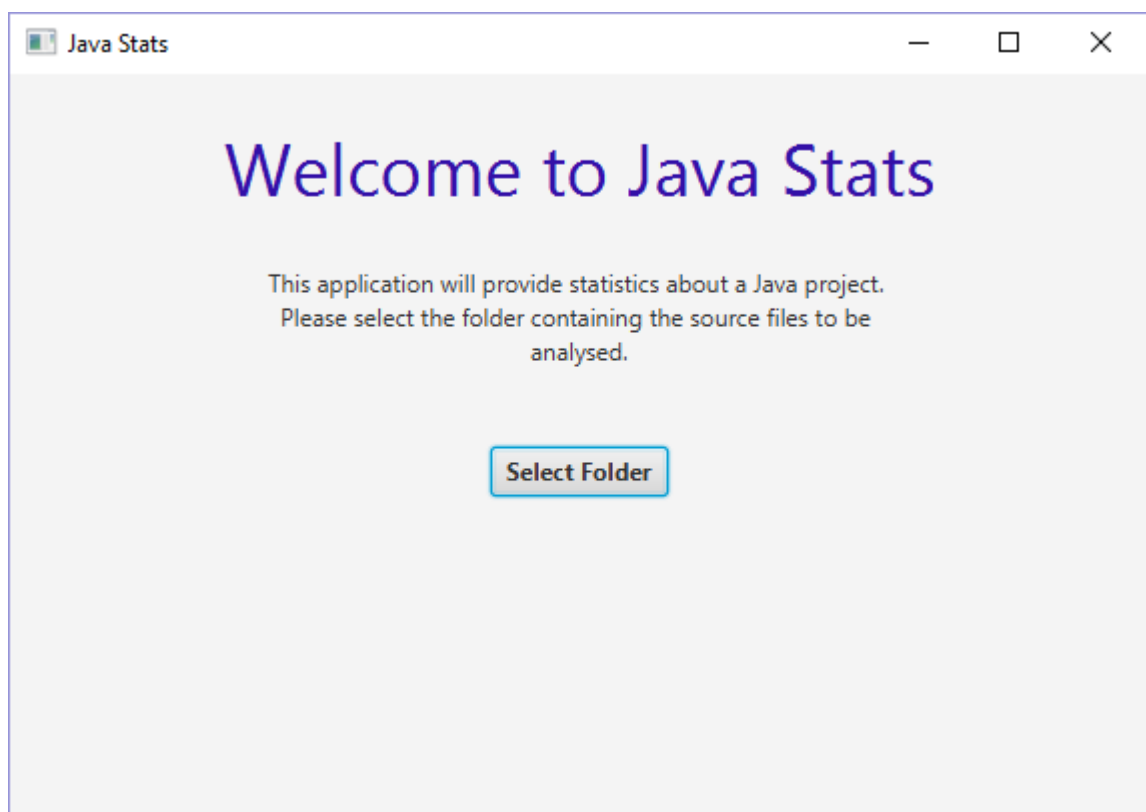 Java Stats
Welcome to Java Stats
This application will provide statistics about a Java project.
Please select the folder containing the source files to be
analysed.
Select Folder